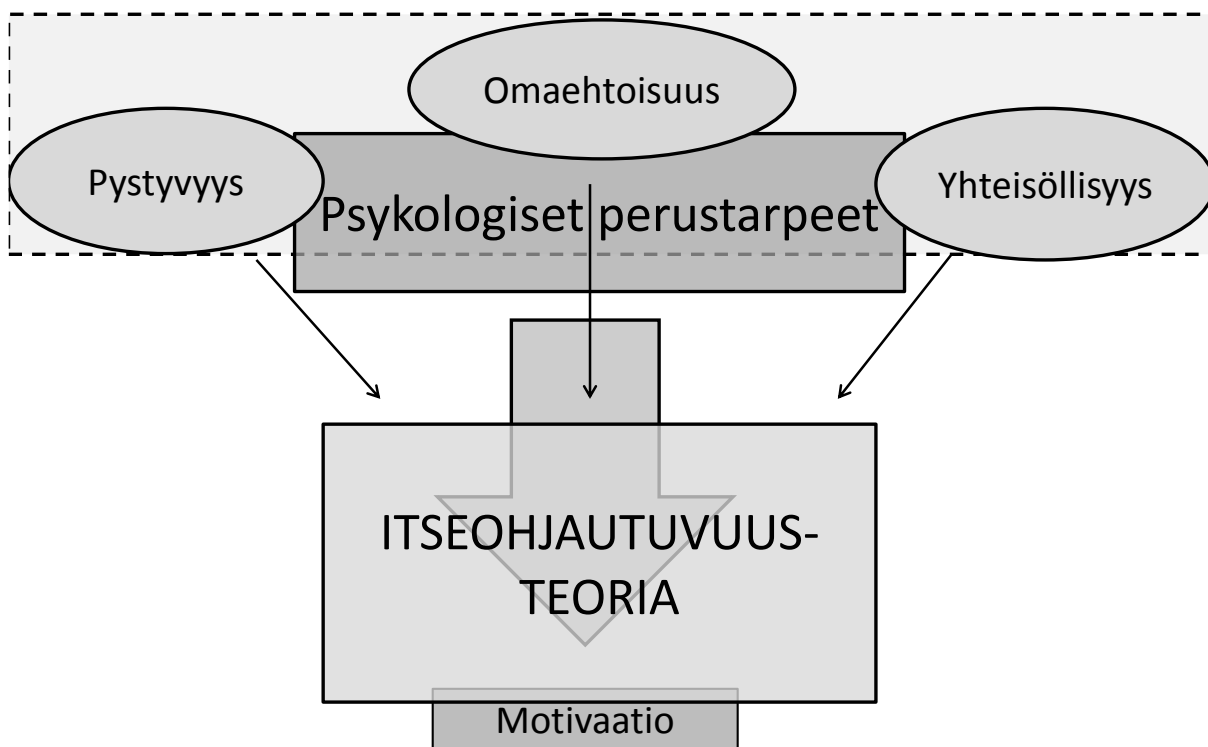 Omaehtoisuus
Pystyvyys
Yhteisöllisyys
Psykologiset perustarpeet
ITSEOHJAUTUVUUS-
TEORIA
Motivaatio